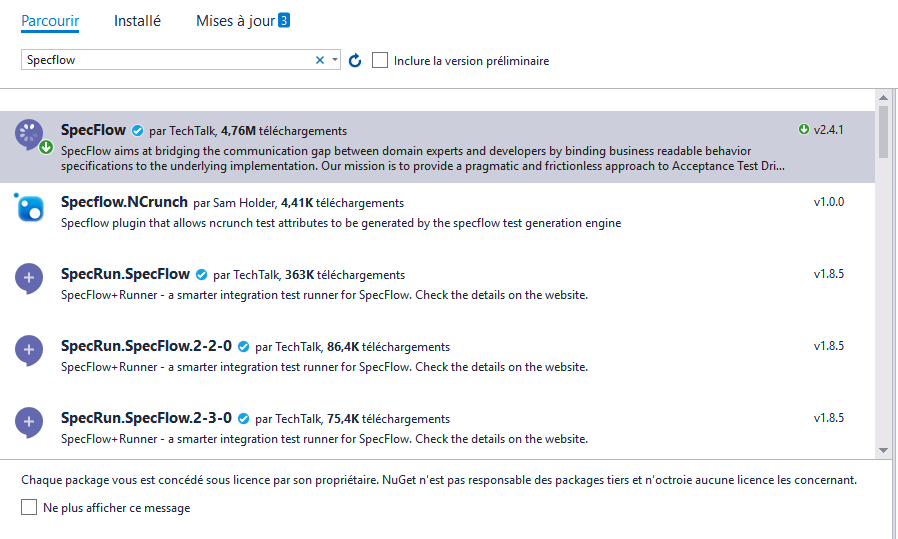 Parcourir Installé Mises à jour 3
Specflow Inclure la version préliminaire
SpecFlow par TechTalk, 4,76M téléchargements v2.4.1
SpecFlow aims at bridging the communication gap between domain experts and developers by binding business readable behavior
specifications to the underlying implementation. Our mission is to provide a pragmatic and frictionless approach to Acceptance Test Dri...
Specflow.NCrunch par Sam Holder, 4,41K téléchargements v1.0.0
Specflow plugin that allows ncrunch test attributes to be generated by the specflow test generation engine
SpecRun.SpecFlow par TechTalk, 363K téléchargements v1.8.5
SpecFlow+Runner - a smarter integration test runner for SpecFlow. Check the details on the website.
SpecRun.SpecFlow.2-2-0 par TechTalk, 86,4K téléchargements v1.8.5
SpecFlow+Runner - a smarter integration test runner for SpecFlow. Check the details on the website.
SpecRun.SpecFlow.2-3-0 par TechTalk, 75,4K téléchargements v1.8.5
SpecFlow+Runner - a smarter integration test runner for SpecFlow. Check the details on the website.
Chaque package vous est concédé sous licence par son propriétaire. NuGet n'est pas responsable des packages tiers et n'octroie aucune licence les concernant.
Ne plus afficher ce message